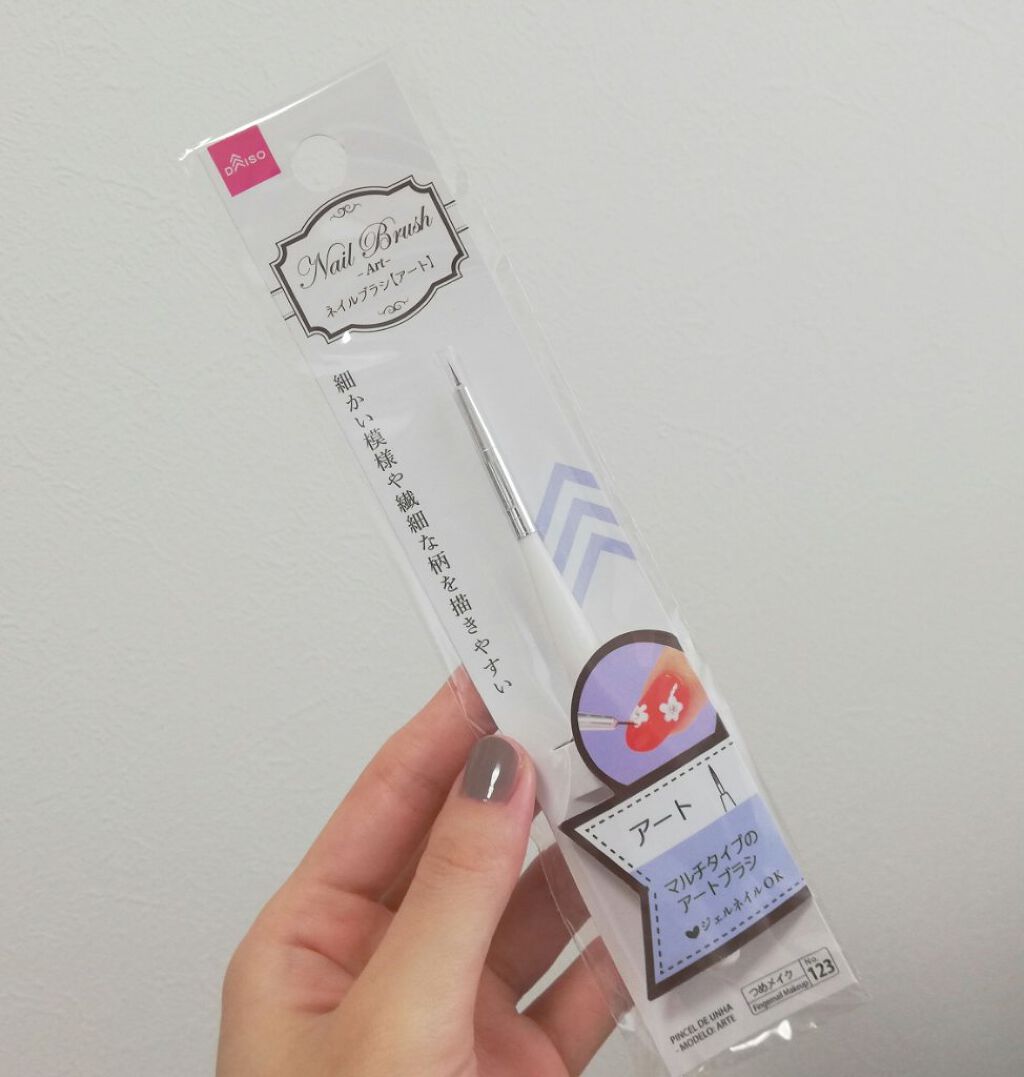 DAISO
Nail Brush
-Art-
ネイルブラシ【アート】
細かい模様や繊細な柄を描きやすい
アート
マルチタイプの
アートブラシ
♥ジェルネイルOK
つめメイク
Fingernail Makeup
No.
123
PINCEL DE UNHA
- MODELO: ARTE